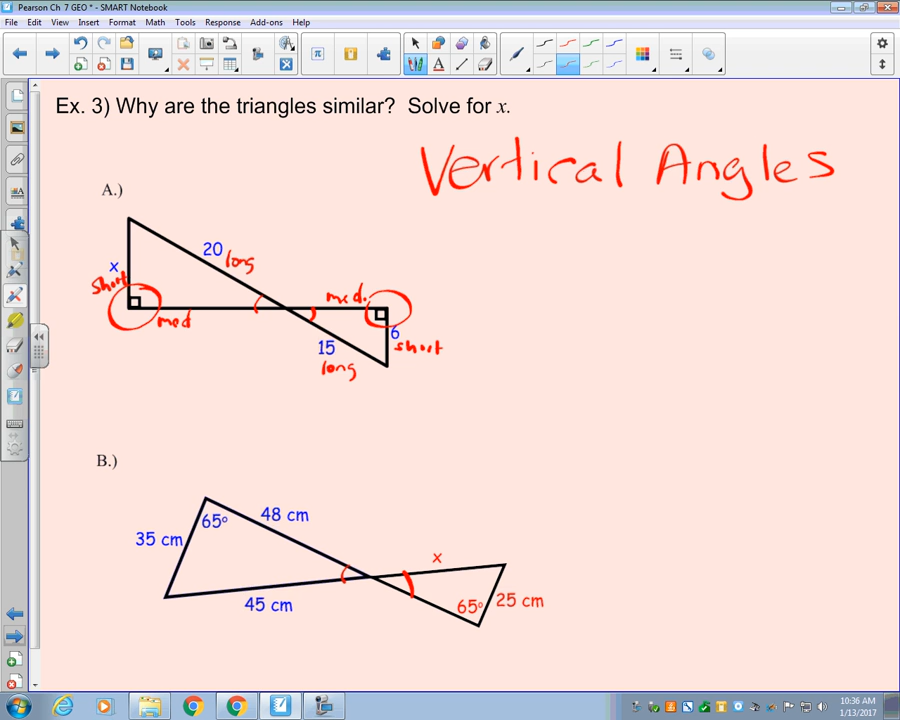 Pearson Ch 7 GEO * - SMART Notebook
File Edit View Insert Format Math Tools Response Add-ons Help
Ex. 3) Why are the triangles similar? Solve for x.
Vertical Angles
A.)
20 long
x
short
med.
med
6
15
short
long
B.)
65° 48 cm
35 cm
x
45 cm
65° 25 cm
10:36 AM
1/13/2017